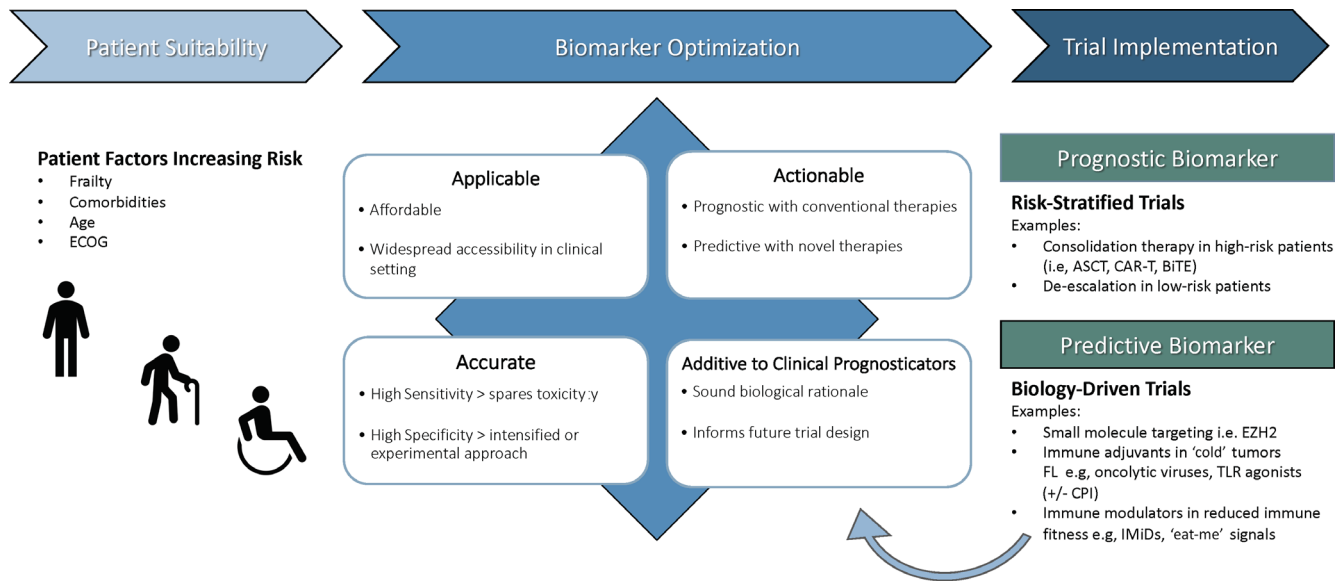 Patient Suitability
Biomarker Optimization
Trial Implementation
Patient Factors Increasing Risk
• Frailty
• Comorbidities
• Age
• ECOG
Applicable
• Affordable
• Widespread accessibility in clinical
setting
Actionable
• Prognostic with conventional therapies
• Predictive with novel therapies
Accurate
• High Sensitivity > spares toxicity :y
• High Specificity > intensified or
experimental approach
Additive to Clinical Prognosticators
• Sound biological rationale
• Informs future trial design
Prognostic Biomarker
Risk-Stratified Trials
Examples:
• Consolidation therapy in high-risk patients
(i.e, ASCT, CAR-T, BiTE)
• De-escalation in low-risk patients
Predictive Biomarker
Biology-Driven Trials
Examples:
• Small molecule targeting i.e. EZH2
• Immune adjuvants in ‘cold’ tumors
FL e.g, oncolytic viruses, TLR agonists
(+/- CPI)
• Immune modulators in reduced immune
fitness e.g, IMiDs, ‘eat-me’ signals